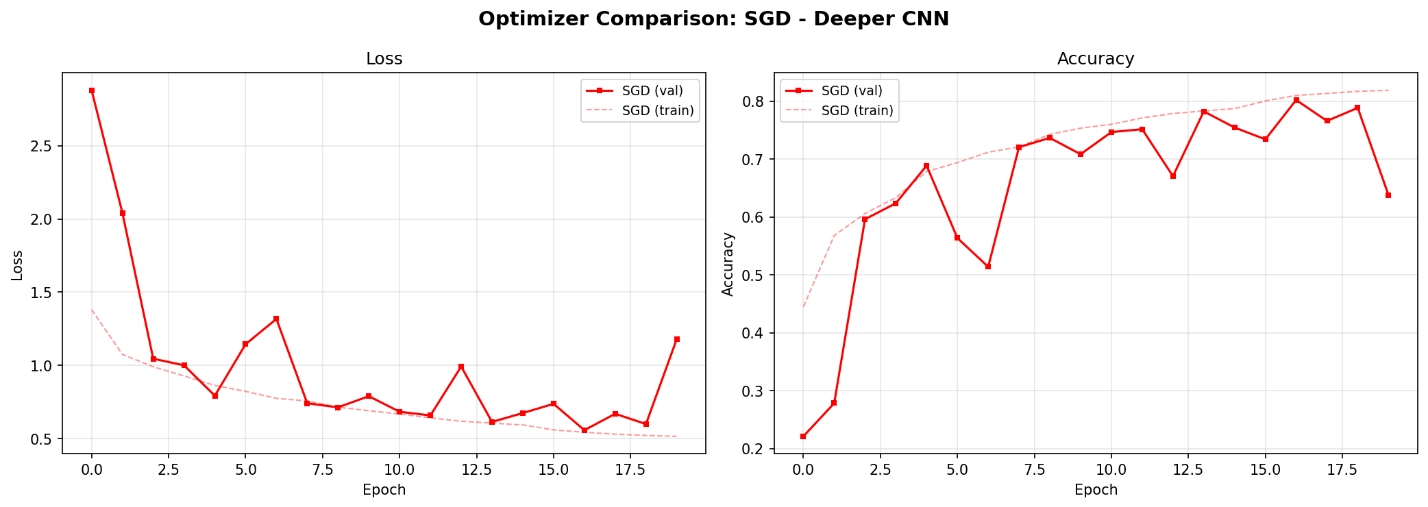 Optimizer Comparison: SGD - Deeper CNN
Loss
SGD (val)
SGD (train)
Loss
2.5
2.0
1.5
1.0
0.5
0.0 2.5 5.0 7.5 10.0 12.5 15.0 17.5
Epoch
Accuracy
SGD (val)
SGD (train)
Accuracy
0.8
0.7
0.6
0.5
0.4
0.3
0.2
0.0 2.5 5.0 7.5 10.0 12.5 15.0 17.5
Epoch